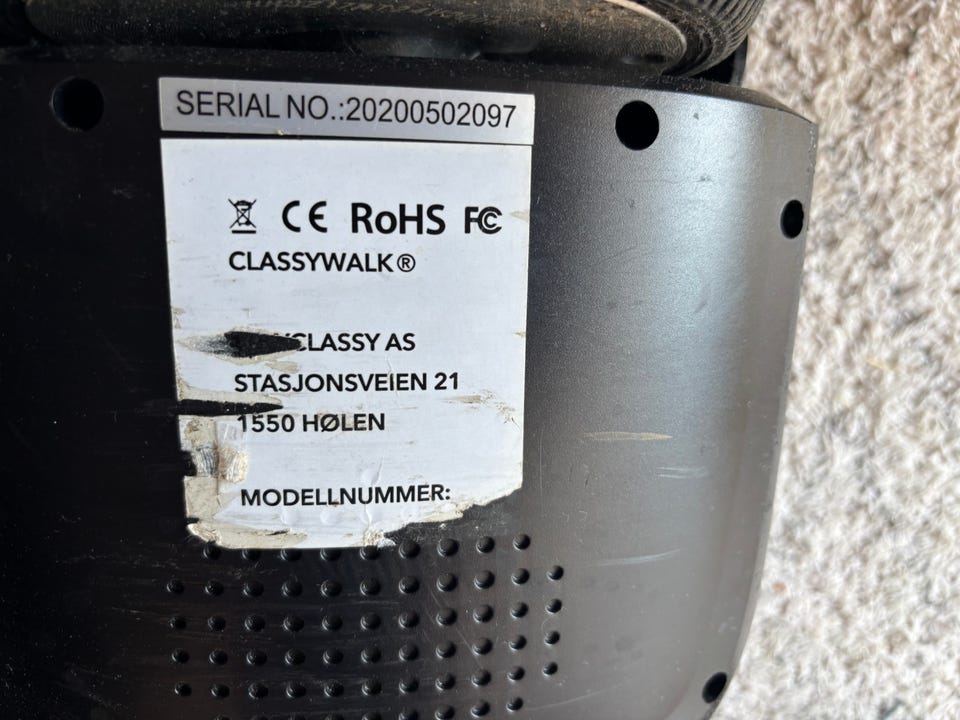 SERIAL NO.:20200502097
CE RoHS FC
CLASSYWALK®
CLASSY AS
STASJONSVEIEN 21
1550 HØLEN
MODELLNUMMER: